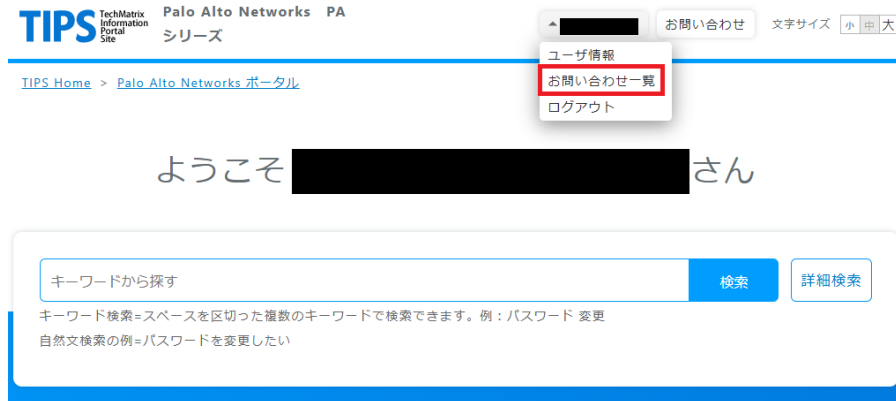 TIPS TechMatrix Information Portal Site
Palo Alto Networks PA シリーズ
お問い合わせ
文字サイズ 小 中 大
ユーザ情報
お問い合わせ一覧
ログアウト
TIPS Home > Palo Alto Networks ポータル
ようこそ さん
キーワードから探す 検索 詳細検索
キーワード検索=スペースを区切った複数のキーワードで検索できます。例：パスワード 変更
自然文検索の例=パスワードを変更したい